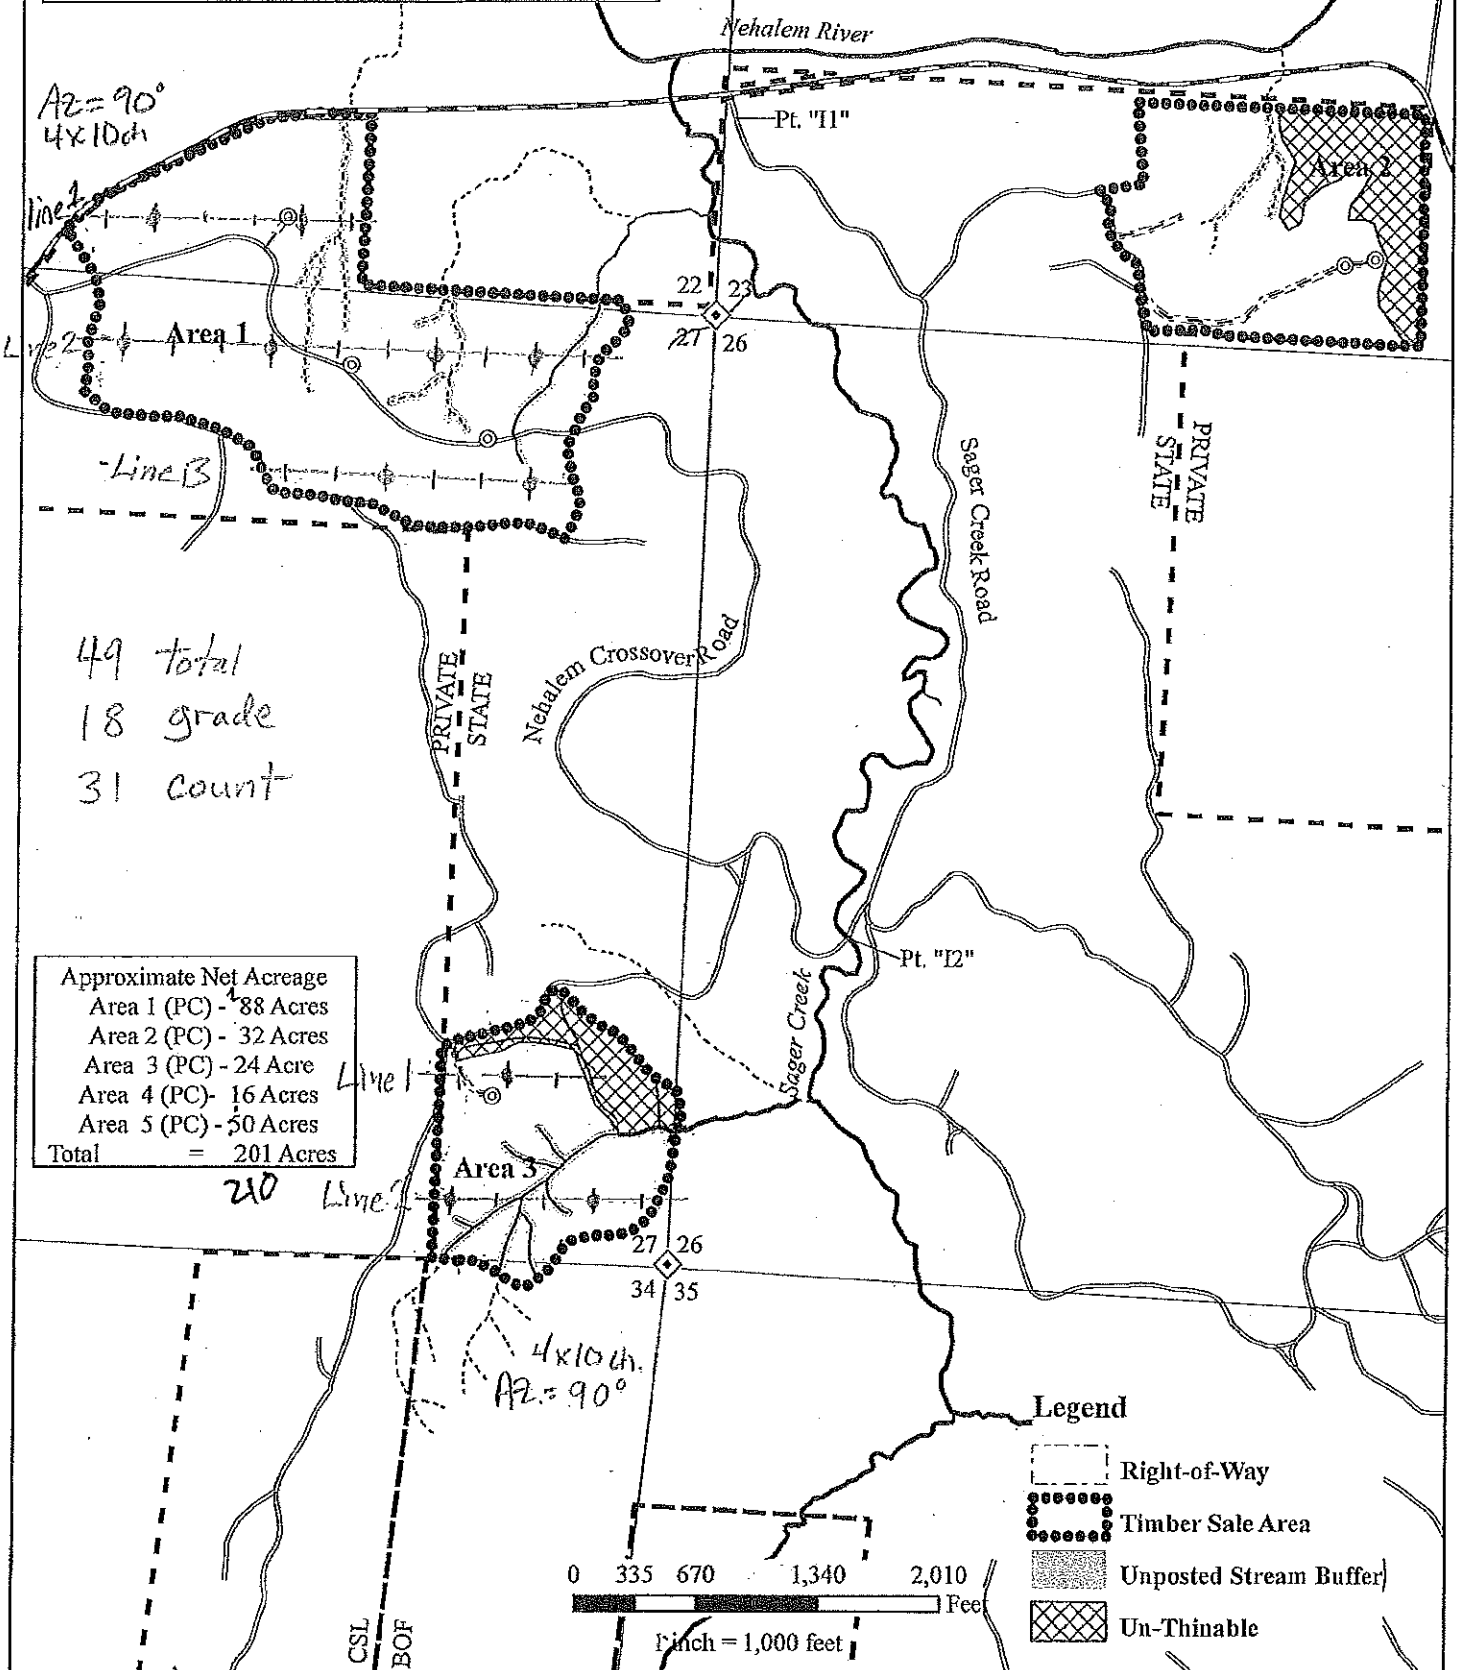 Nehalem River
Az = 90°
4x10ch
Pt. "I1"
Area 2
line 1
22 23
27 26
Line 2
Area 1
Line 3
PRIVATE
STATE
Sager Creek Road
49 total
18 grade
31 count
PRIVATE
STATE
Nehalem Crossover Road
Pt. "I2"
Sager Creek
Approximate Net Acreage
Area 1 (PC) - 88 Acres
Area 2 (PC) - 32 Acres
Area 3 (PC) - 24 Acre
Area 4 (PC)- 16 Acres
Area 5 (PC) - 50 Acres
Total = 201 Acres
210
Line 1
Area 3
Line 2
27 26
34 35
4x10 ch.
AZ. = 90°
Legend
Right-of-Way
Timber Sale Area
Unposted Stream Buffer
Un-Thinable
0 335 670 1,340 2,010
Feet
1 inch = 1,000 feet
CSL
BOF